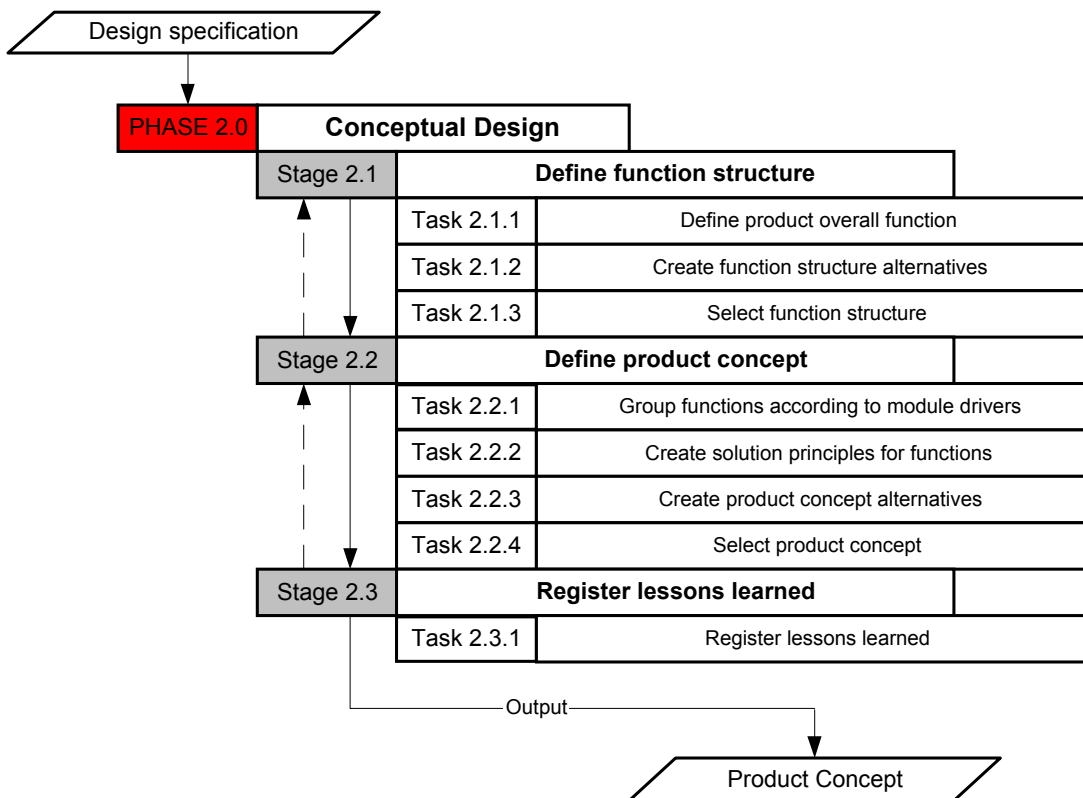 Design specification
PHASE 2.0 Conceptual Design
Stage 2.1 Define function structure
Task 2.1.1 Define product overall function
Task 2.1.2 Create function structure alternatives
Task 2.1.3 Select function structure
Stage 2.2 Define product concept
Task 2.2.1 Group functions according to module drivers
Task 2.2.2 Create solution principles for functions
Task 2.2.3 Create product concept alternatives
Task 2.2.4 Select product concept
Stage 2.3 Register lessons learned
Task 2.3.1 Register lessons learned
Output
Product Concept